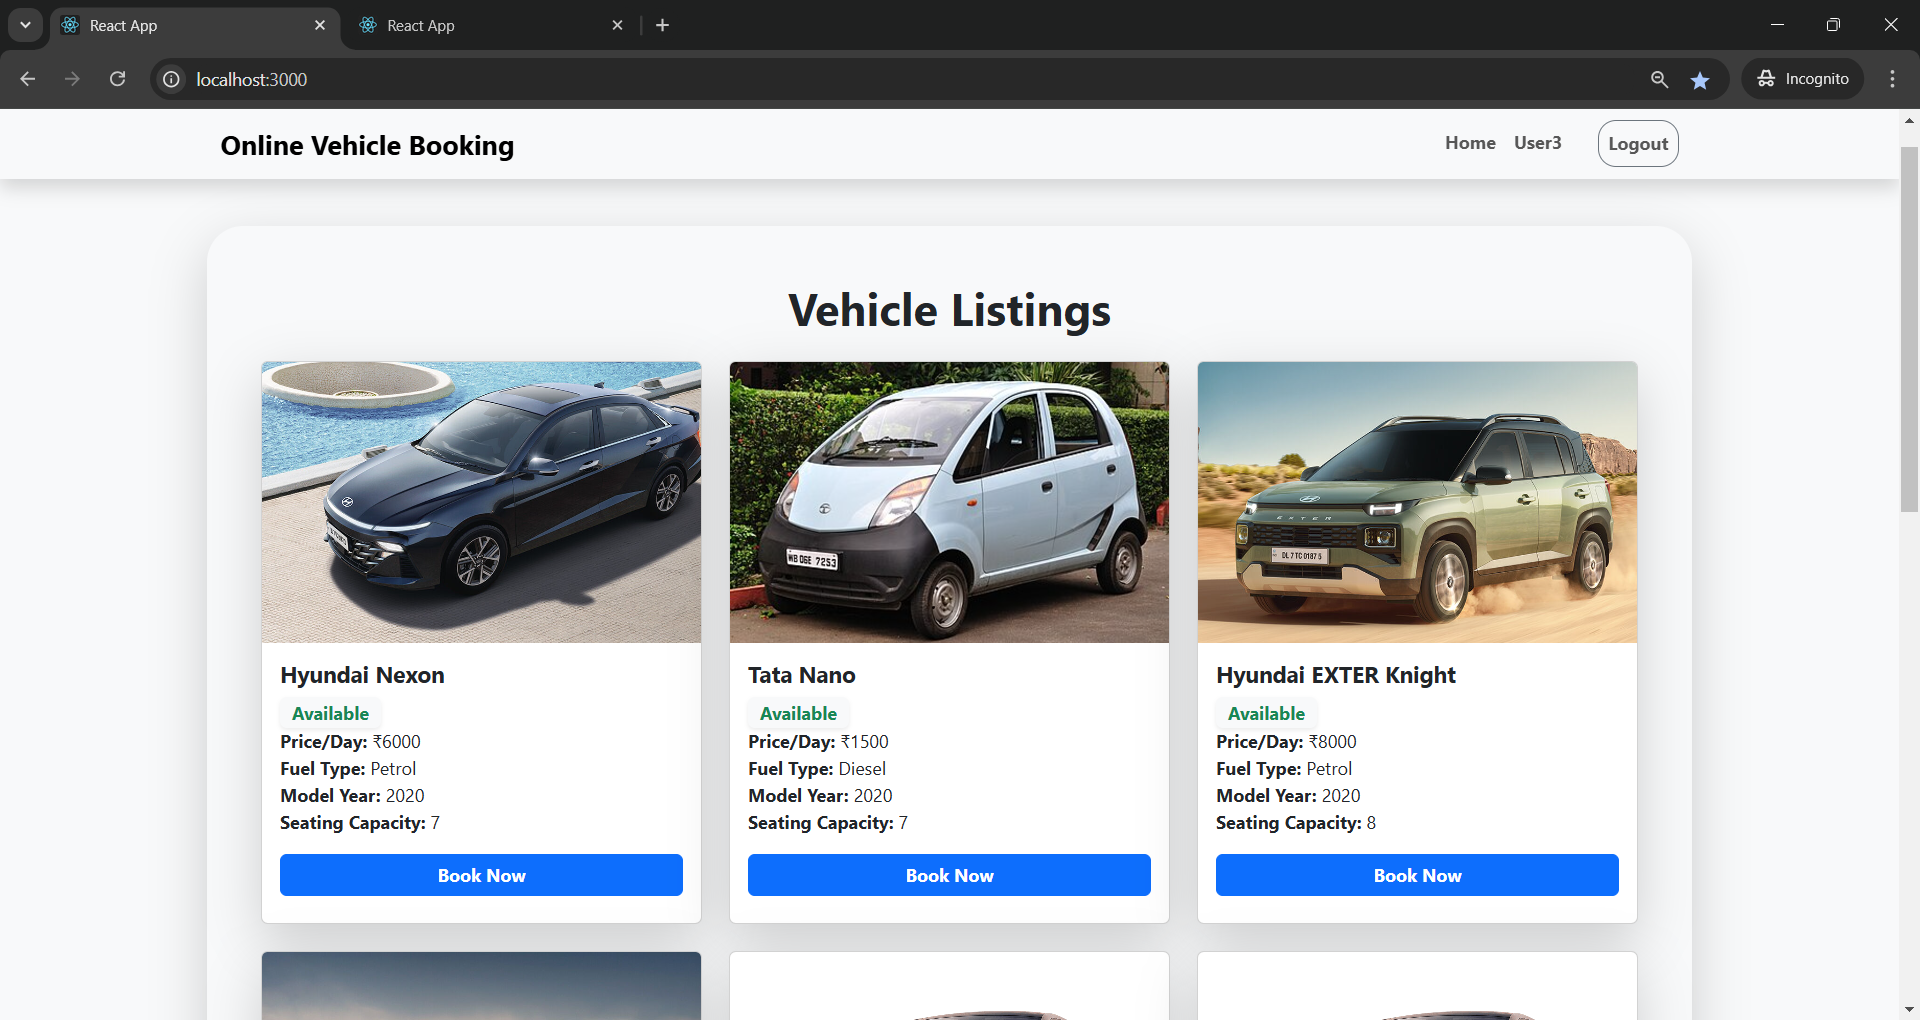 React App
React App
localhost:3000
Incognito
Online Vehicle Booking
Home
User3
Logout
Vehicle Listings
WB 06E 7253
EXTER
DL 7 TC 0187 5
Hyundai Nexon
Available
Price/Day: ₹6000
Fuel Type: Petrol
Model Year: 2020
Seating Capacity: 7
Book Now
Tata Nano
Available
Price/Day: ₹1500
Fuel Type: Diesel
Model Year: 2020
Seating Capacity: 7
Book Now
Hyundai EXTER Knight
Available
Price/Day: ₹8000
Fuel Type: Petrol
Model Year: 2020
Seating Capacity: 8
Book Now